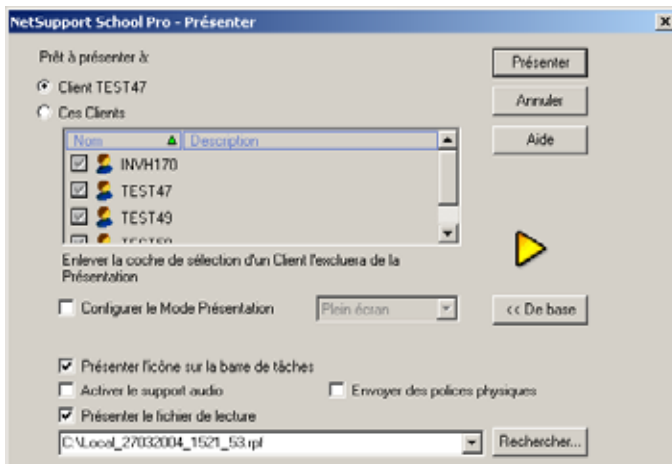 NetSupport School Pro - Présenter
Prêt à présenter à:
Présenter
Client TEST47
Ces Clients
Annuler
Nom Description
Aide
INVH170
TEST47
TEST49
Enlever la coche de sélection d'un Client l'excluera de la
Présentation
Configurer le Mode Présentation
Plein écran
<< De base
Présenter l'icône sur la barre de tâches
Activer le support audio
Envoyer des polices physiques
Présenter le fichier de lecture
C:\Local_27032004_1521_53.rpf
Rechercher...